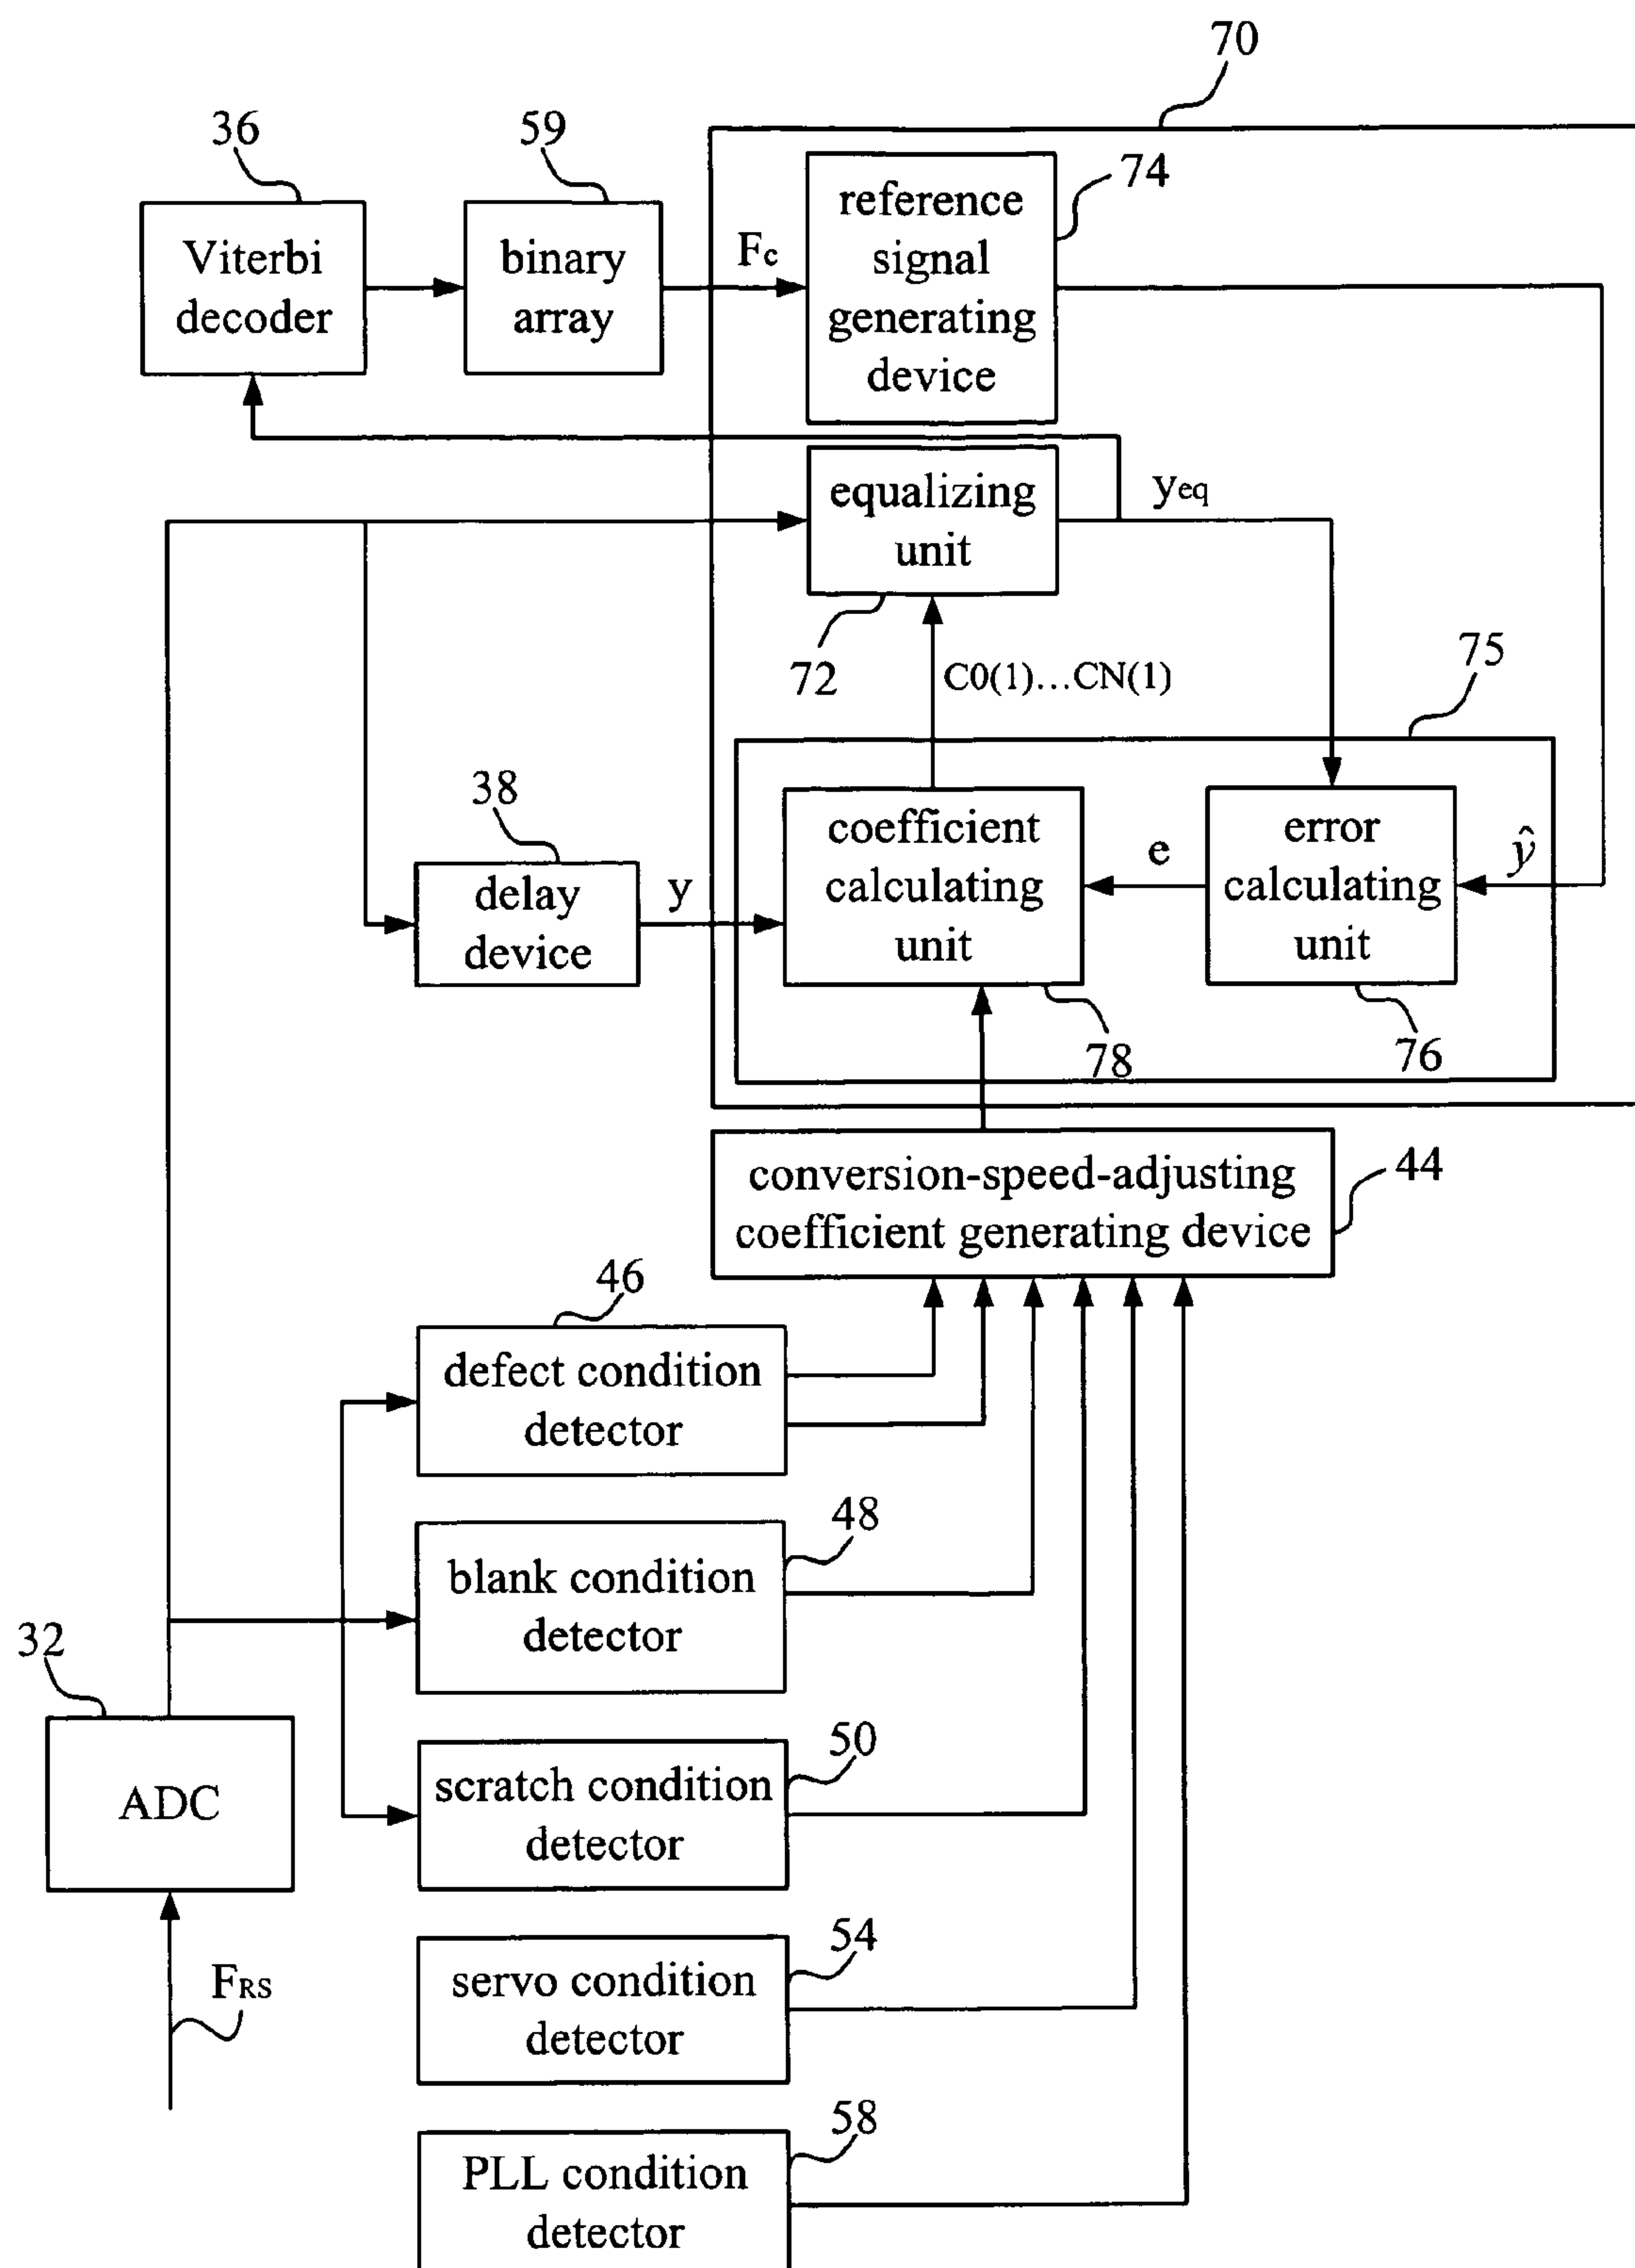 70
36
59
74
Viterbi
decoder
binary
array
Fc
reference
signal
generating
device
equalizing
unit
yeq
72
C0(1)...CN(1)
75
38
delay
device
y
coefficient
calculating
unit
e
error
calculating
unit
ŷ
78
76
conversion-speed-adjusting
coefficient generating device
44
46
defect condition
detector
48
blank condition
detector
32
ADC
50
scratch condition
detector
FRS
54
servo condition
detector
58
PLL condition
detector